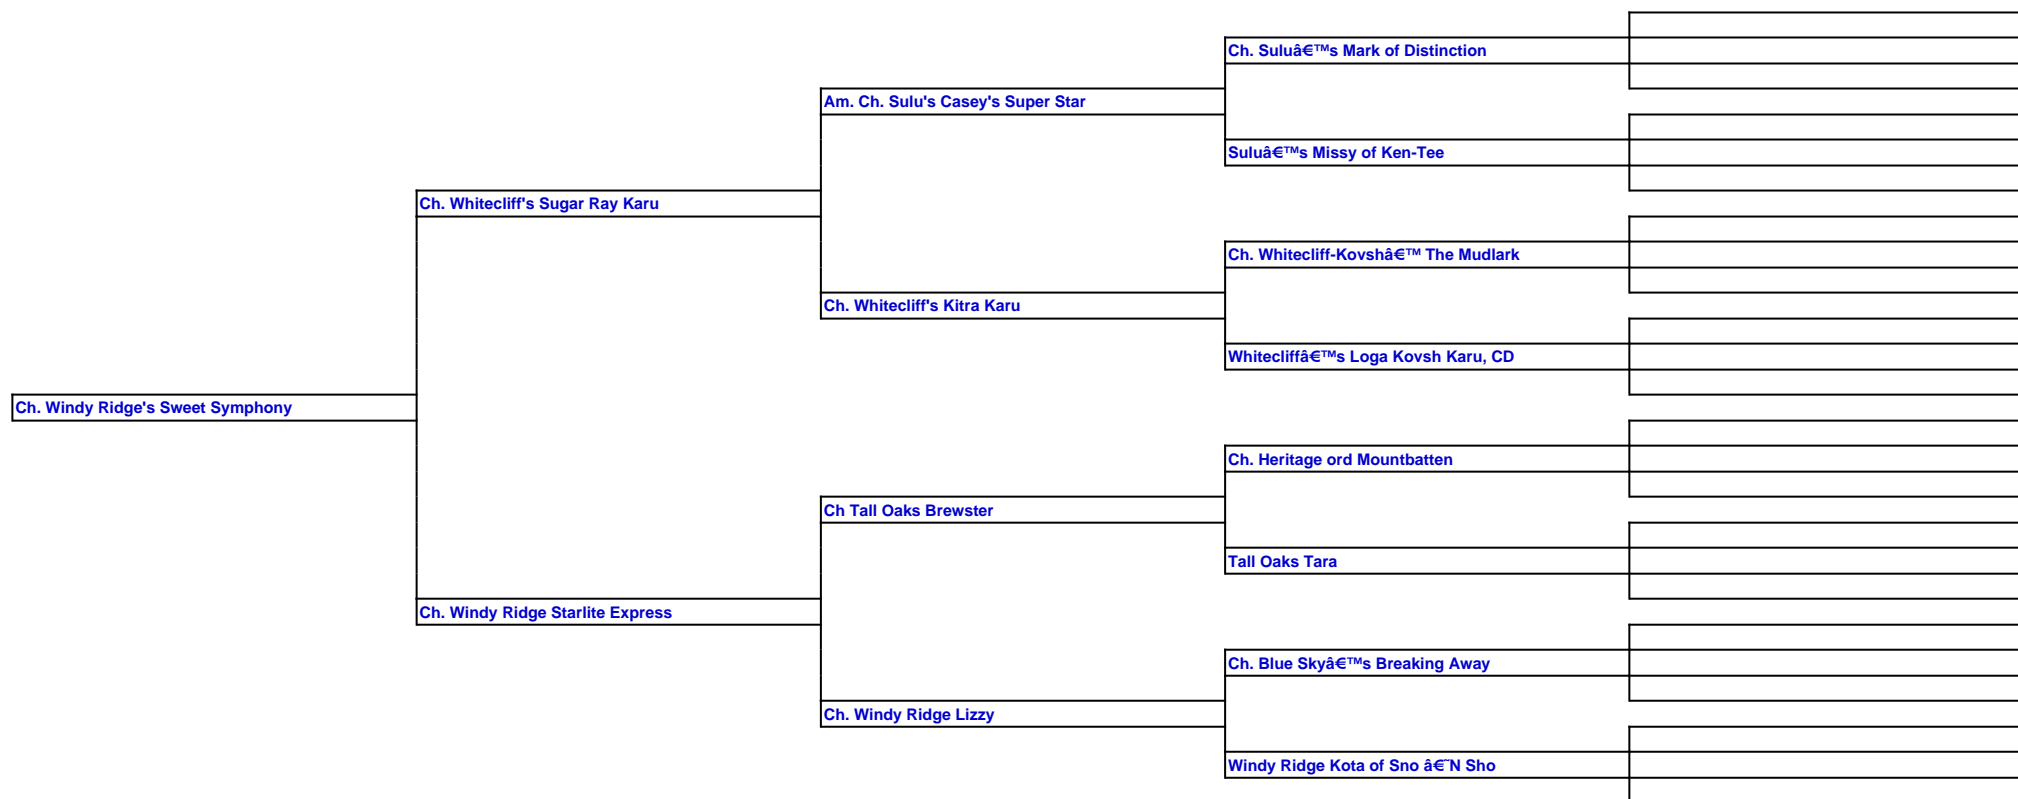 Ch. Suluâ€™s Mark of Distinction
Am. Ch. Sulu's Casey's Super Star
Suluâ€™s Missy of Ken-Tee
Ch. Whitecliff's Sugar Ray Karu
Ch. Whitecliff-Kovshâ€™ The Mudlark
Ch. Whitecliff's Kitra Karu
Whitecliffâ€™s Loga Kovsh Karu, CD
Ch. Windy Ridge's Sweet Symphony
Ch. Heritage ord Mountbatten
Ch Tall Oaks Brewster
Tall Oaks Tara
Ch. Windy Ridge Starlite Express
Ch. Blue Skyâ€™s Breaking Away
Ch. Windy Ridge Lizzy
Windy Ridge Kota of Sno â€˜N Sho